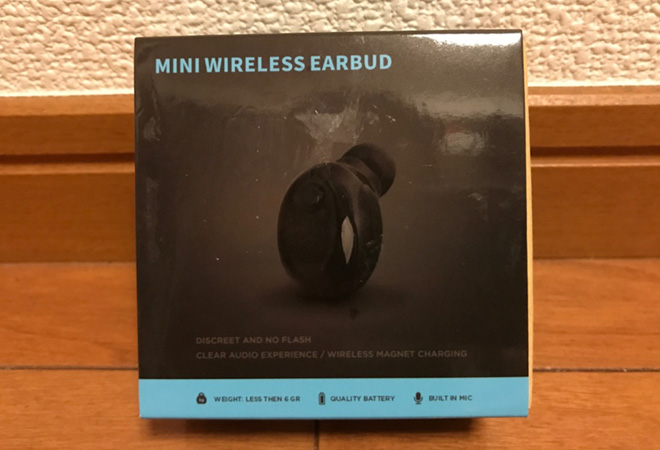 MINI WIRELESS EARBUD
DISCREET AND NO FLASH
CLEAR AUDIO EXPERIENCE / WIRELESS MAGNET CHARGING
WEIGHT: LESS THEN 6 GR QUALITY BATTERY BUILT IN MIC